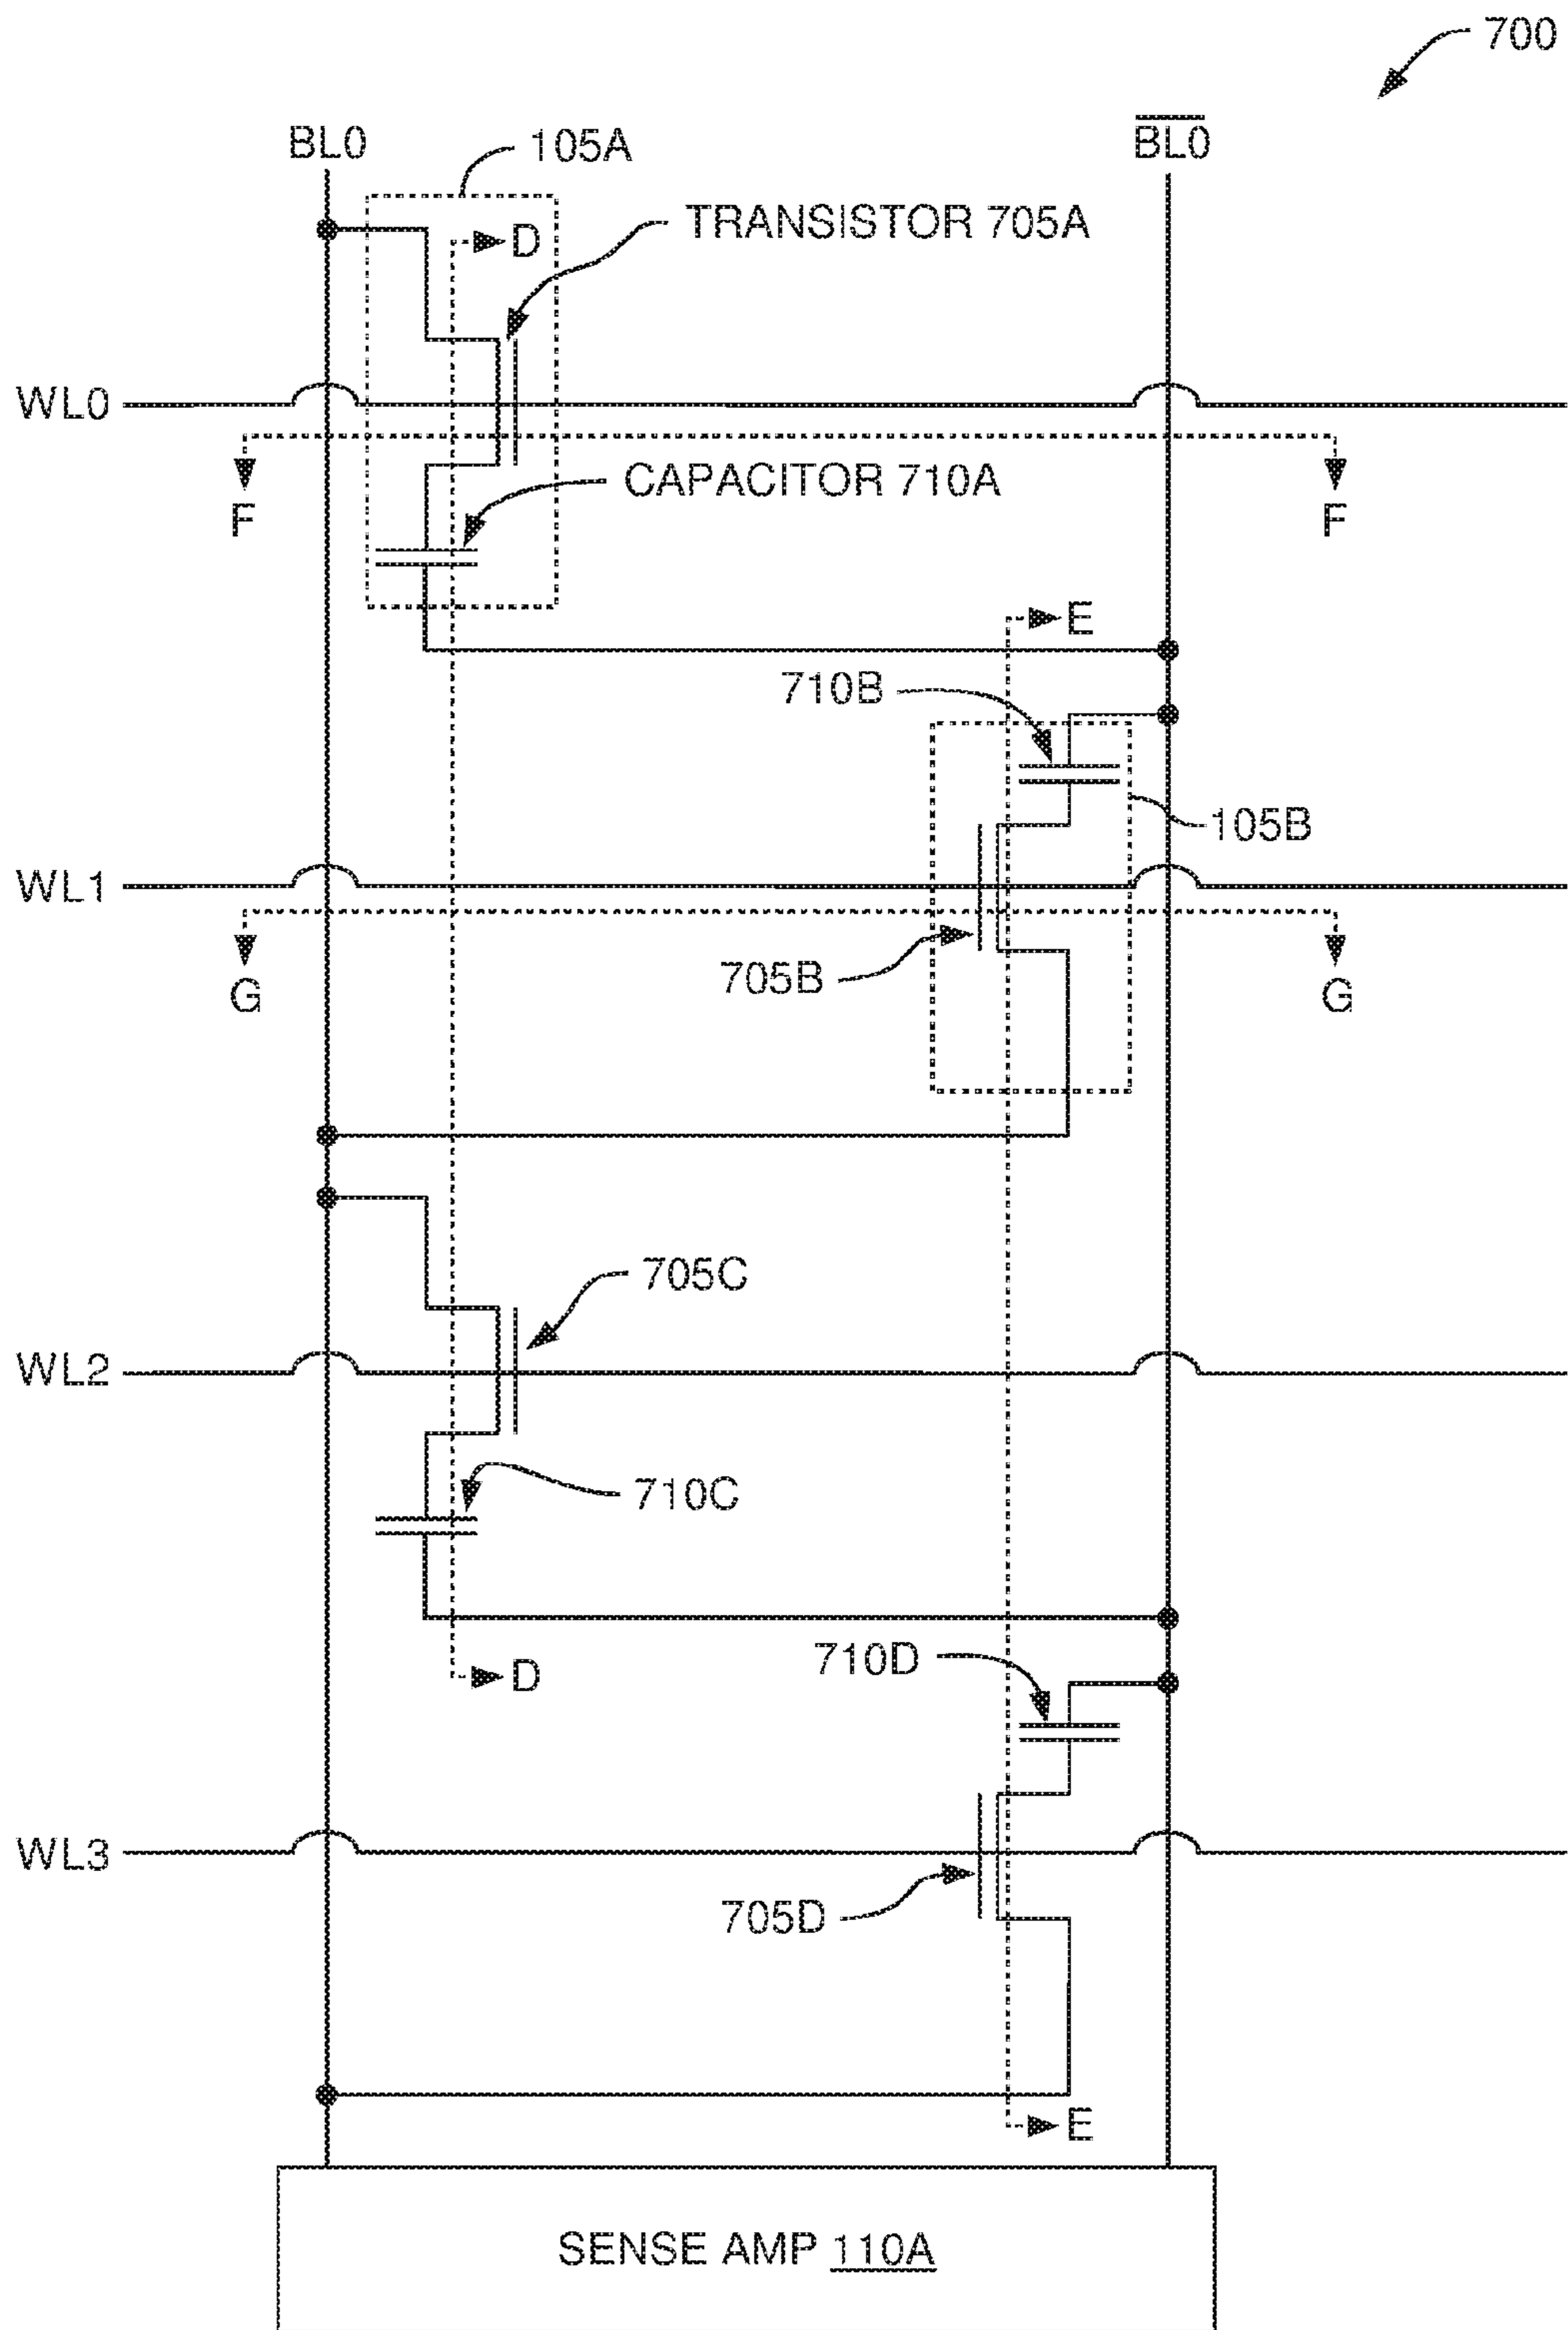 700
BL0
105A
B̅L̅0̅
TRANSISTOR 705A
D
WL0
CAPACITOR 710A
F
F
E
710B
105B
WL1
705B
G
G
705C
WL2
710C
710D
D
WL3
705D
E
SENSE AMP 110A